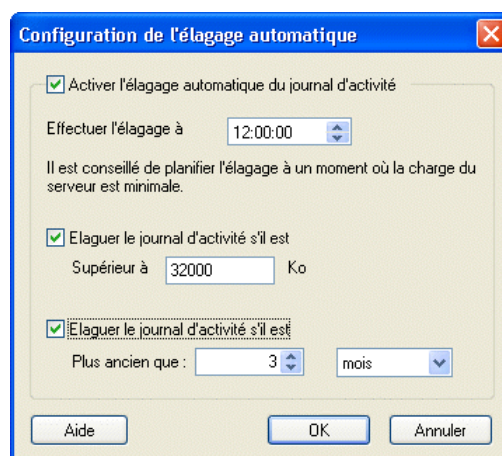 Configuration de l'élagage automatique
Activer l'élagage automatique du journal d'activité
Effectuer l'élagage à 12:00:00
Il est conseillé de planifier l'élagage à un moment où la charge du
serveur est minimale.
Elaguer le journal d'activité s'il est
Supérieur à 32000 Ko
Elaguer le journal d'activité s'il est
Plus ancien que : 3 mois
Aide OK Annuler